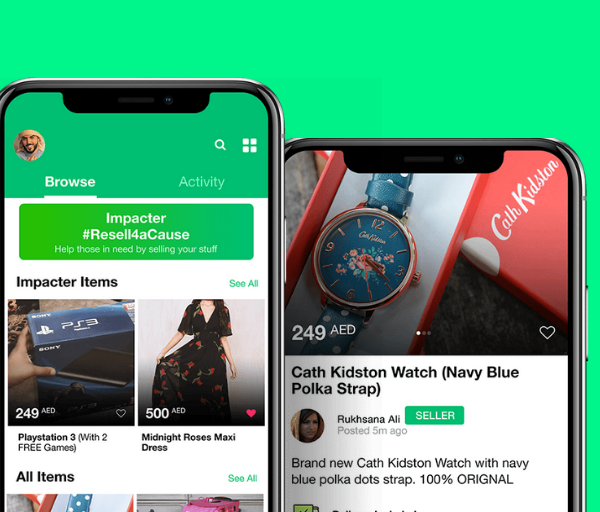 Browse
Activity
Impacter
#Resell4aCause
Help those in need by selling your stuff
Impacter Items
See All
SONY
PS3
SONY
249 AED
500 AED
Playstation 3 (With 2
FREE Games)
Midnight Roses Maxi
Dress
All Items
See All
Cath Kidston
Cath Kidston
249 AED
Cath Kidston Watch (Navy Blue
Polka Strap)
Rukhsana Ali
SELLER
Posted 5m ago
Brand new Cath Kidston Watch with navy
blue polka dots strap. 100% ORIGNAL